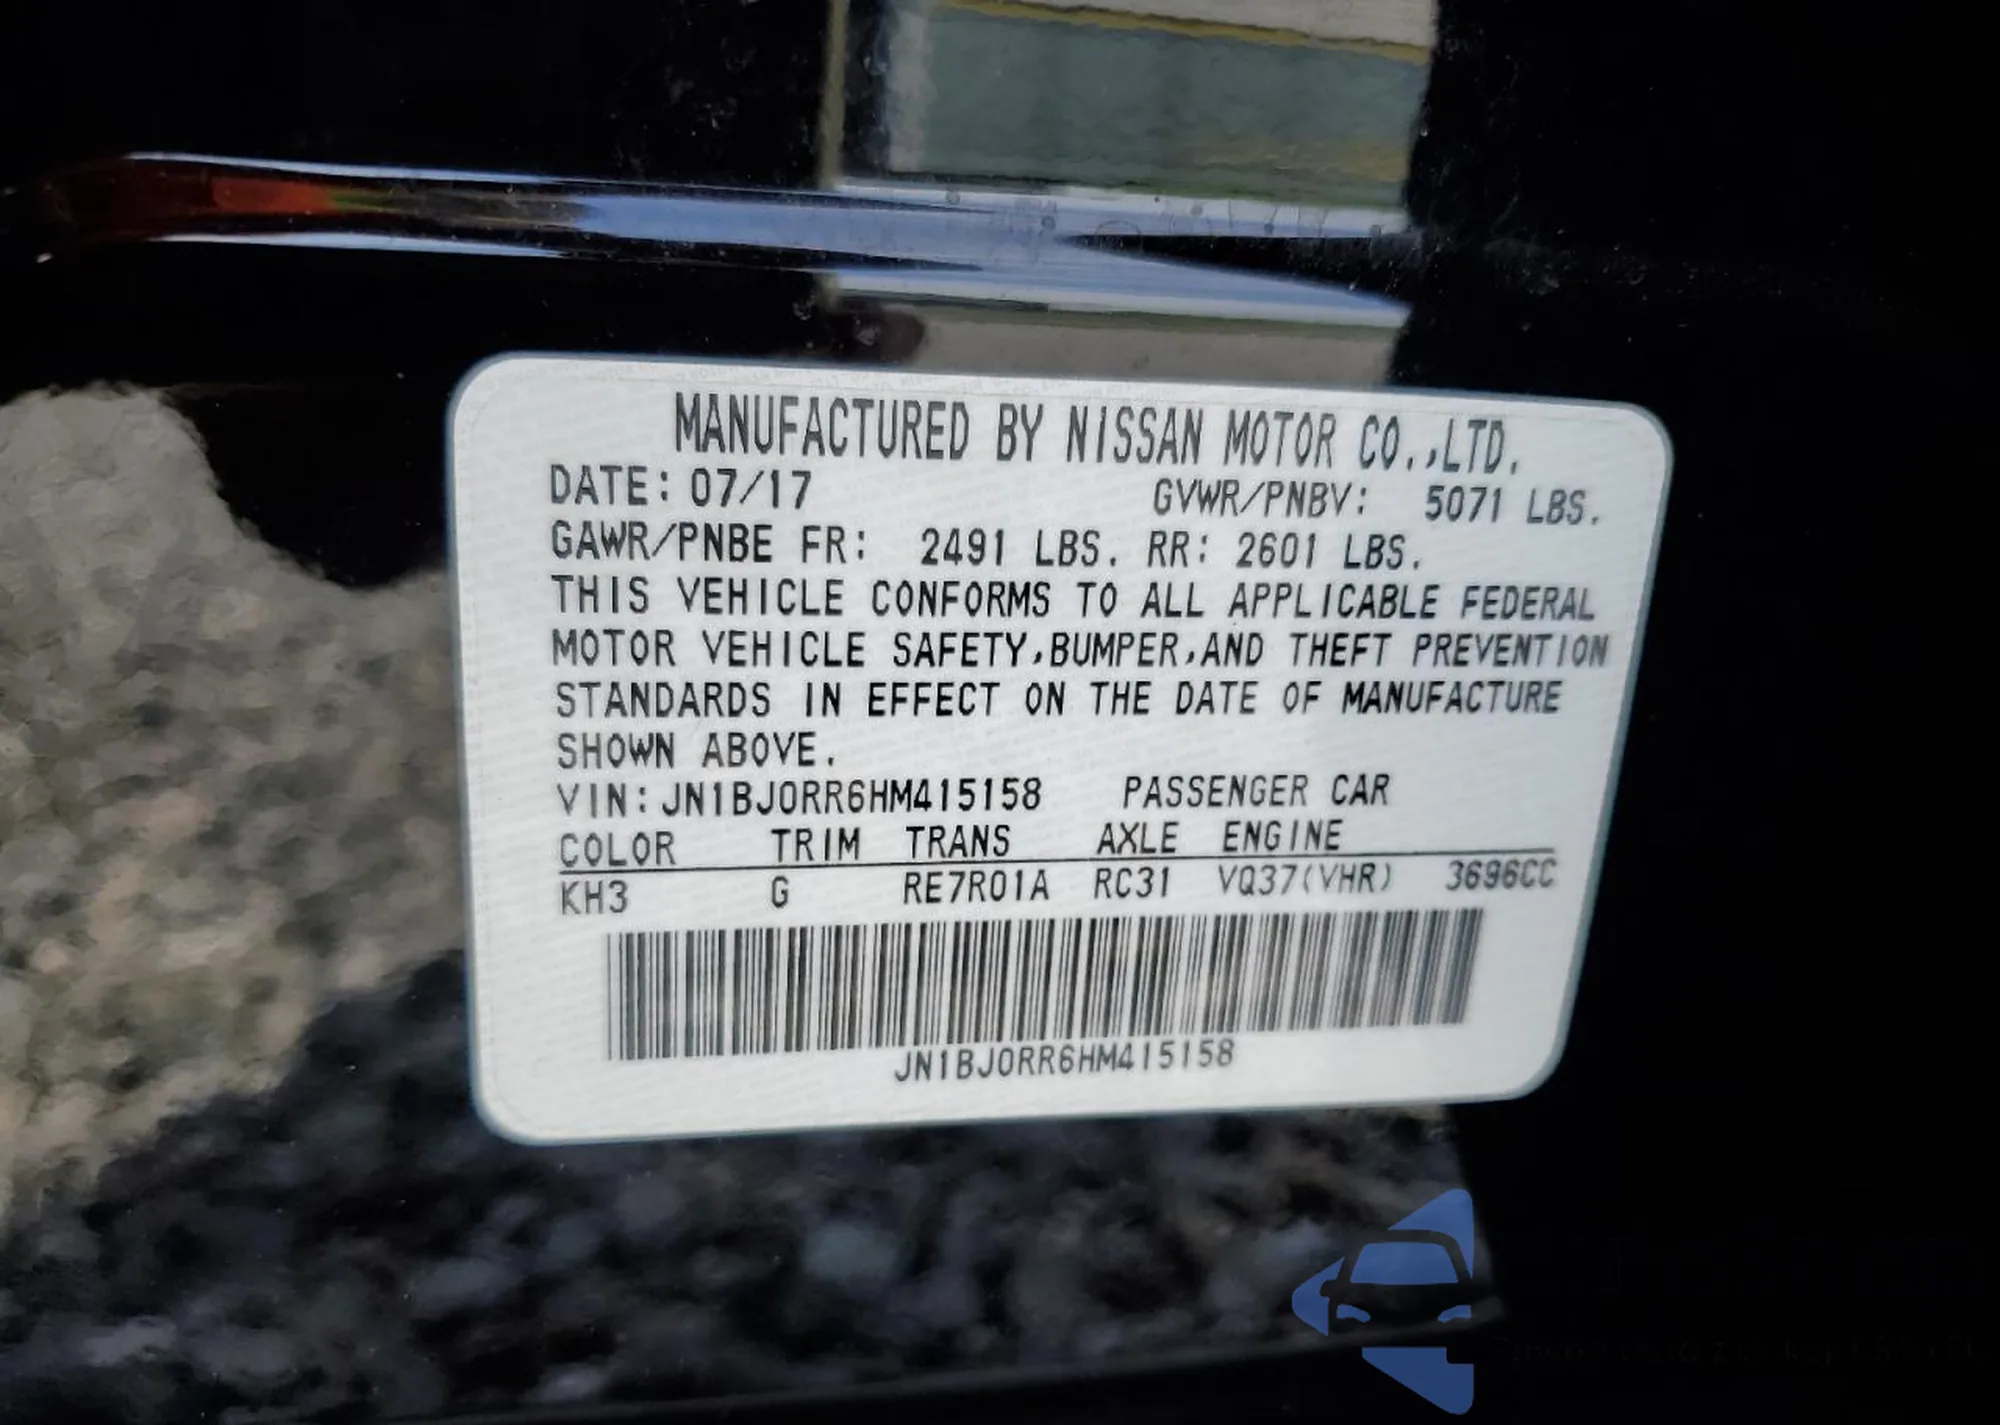 MANUFACTURED BY NISSAN MOTOR CO.,LTD.
DATE: 07/17 GVWR/PNBV: 5071 LBS.
GAWR/PNBE FR: 2491 LBS. RR: 2601 LBS.
THIS VEHICLE CONFORMS TO ALL APPLICABLE FEDERAL
MOTOR VEHICLE SAFETY,BUMPER,AND THEFT PREVENTION
STANDARDS IN EFFECT ON THE DATE OF MANUFACTURE
SHOWN ABOVE.
VIN:JN1BJ0RR6HM415158 PASSENGER CAR
COLOR TRIM TRANS AXLE ENGINE
KH3 G RE7R01A RC31 VQ37(VHR) 3696CC
JN1BJ0RR6HM415158